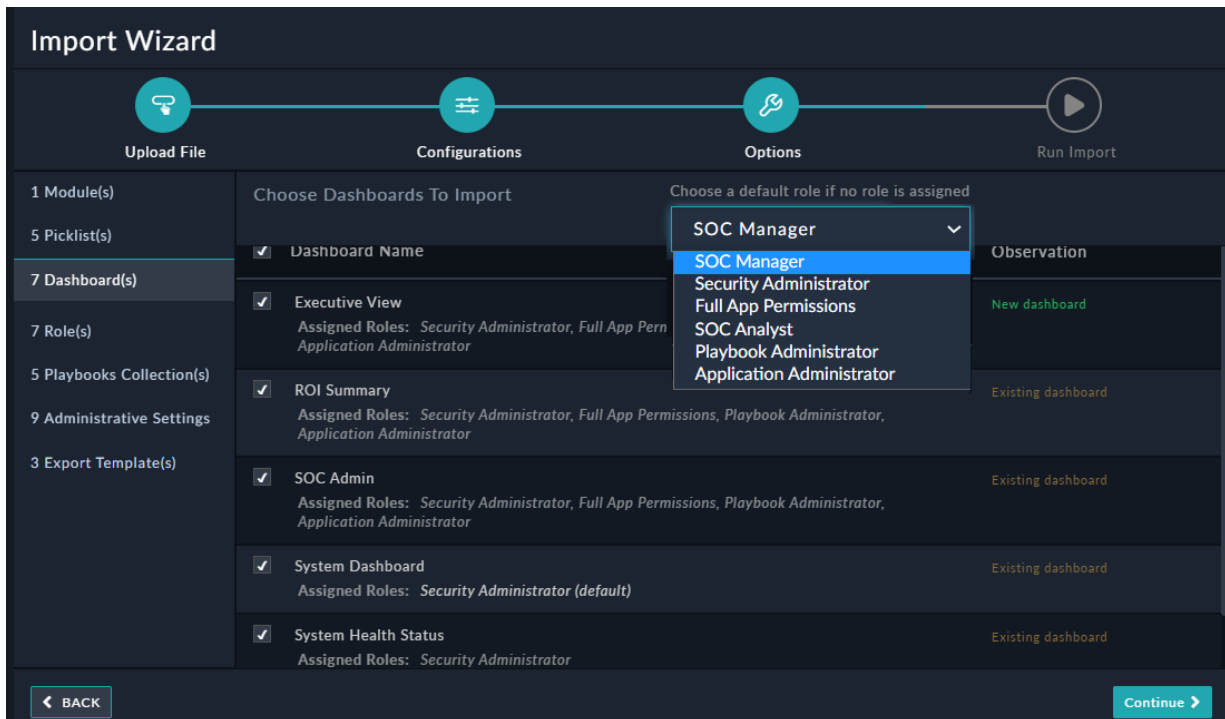 Import Wizard
Upload File
Configurations
Options
Run Import
1 Module(s)
5 Picklist(s)
7 Dashboard(s)
7 Role(s)
5 Playbooks Collection(s)
9 Administrative Settings
3 Export Template(s)
Choose Dashboards To Import
Choose a default role if no role is assigned
SOC Manager
SOC Manager
Security Administrator
Full App Permissions
SOC Analyst
Playbook Administrator
Application Administrator
Dashboard Name
Observation
Executive View
New dashboard
Assigned Roles: Security Administrator, Full App Perm
Application Administrator
ROI Summary
Existing dashboard
Assigned Roles: Security Administrator, Full App Permissions, Playbook Administrator,
Application Administrator
SOC Admin
Existing dashboard
Assigned Roles: Security Administrator, Full App Permissions, Playbook Administrator,
Application Administrator
System Dashboard
Existing dashboard
Assigned Roles: Security Administrator (default)
System Health Status
Existing dashboard
Assigned Roles: Security Administrator
BACK
Continue